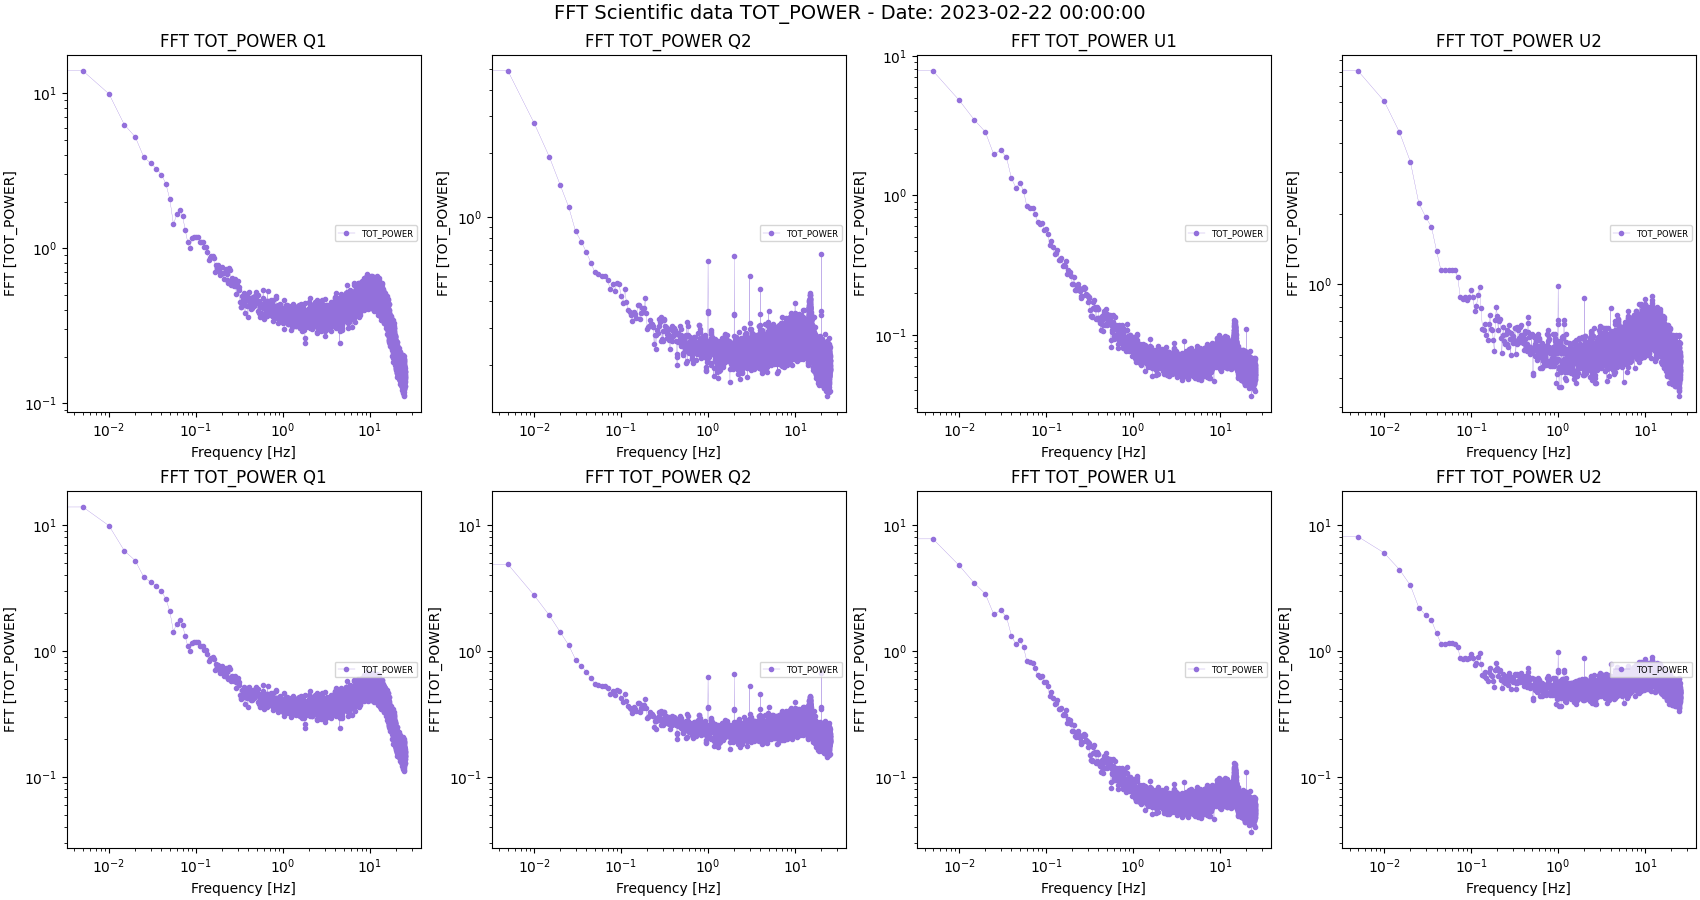 FFT Scientific data TOT_POWER - Date: 2023-02-22 00:00:00
FFT TOT_POWER Q1
FFT TOT_POWER Q2
FFT TOT_POWER U1
FFT TOT_POWER U2
FFT [TOT_POWER]
10^1
10^0
10^-1
TOT_POWER
10^-2 10^-1 10^0 10^1
Frequency [Hz]
FFT [TOT_POWER]
10^0
TOT_POWER
10^-2 10^-1 10^0 10^1
Frequency [Hz]
FFT [TOT_POWER]
10^1
10^0
10^-1
TOT_POWER
10^-2 10^-1 10^0 10^1
Frequency [Hz]
FFT [TOT_POWER]
10^0
TOT_POWER
10^-2 10^-1 10^0 10^1
Frequency [Hz]
FFT TOT_POWER Q1
FFT TOT_POWER Q2
FFT TOT_POWER U1
FFT TOT_POWER U2
FFT [TOT_POWER]
10^1
10^0
10^-1
TOT_POWER
10^-2 10^-1 10^0 10^1
Frequency [Hz]
FFT [TOT_POWER]
10^1
10^0
10^-1
TOT_POWER
10^-2 10^-1 10^0 10^1
Frequency [Hz]
FFT [TOT_POWER]
10^1
10^0
10^-1
TOT_POWER
10^-2 10^-1 10^0 10^1
Frequency [Hz]
FFT [TOT_POWER]
10^1
10^0
10^-1
TOT_POWER
10^-2 10^-1 10^0 10^1
Frequency [Hz]